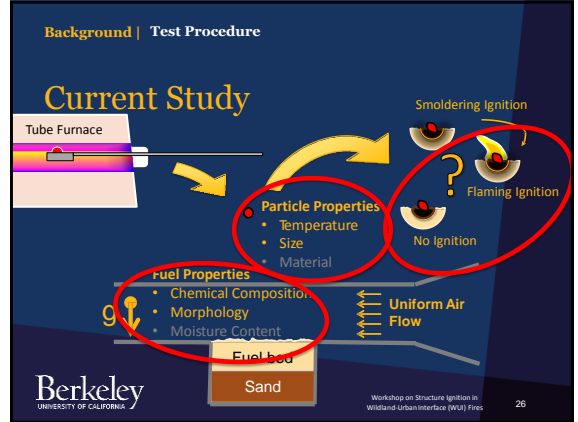 Background | Test Procedure
Current Study
Tube Furnace
Smoldering Ignition
?
Flaming Ignition
No Ignition
Particle Properties
• Temperature
• Size
• Material
Fuel Properties
• Chemical Composition
• Morphology
• Moisture Content
g
Uniform Air
Flow
Fuel bed
Sand
Berkeley
UNIVERSITY OF CALIFORNIA
Workshop on Structure Ignition in
Wildland-Urban Interface (WUI) Fires
26